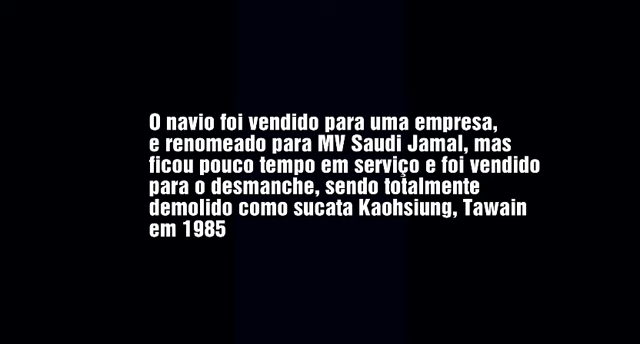 O navio foi vendido para uma empresa,
e renomeado para MV Saudi Jamal, mas
ficou pouco tempo em serviço e foi vendido
para o desmanche, sendo totalmente
demolido como sucata Kaohsiung, Tawain
em 1985